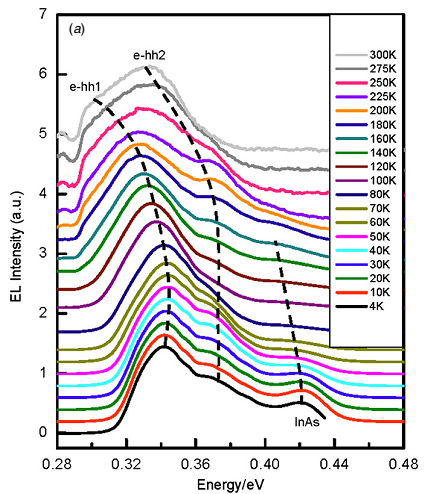 7
6
5
4
3
2
1
0
EL Intensity (a.u.)
(a)
e-hh2
e-hh1
InAs
300K
275K
250K
225K
200K
180K
160K
140K
120K
100K
80K
70K
60K
50K
40K
30K
20K
10K
4K
0.28 0.32 0.36 0.40 0.44 0.48
Energy/eV